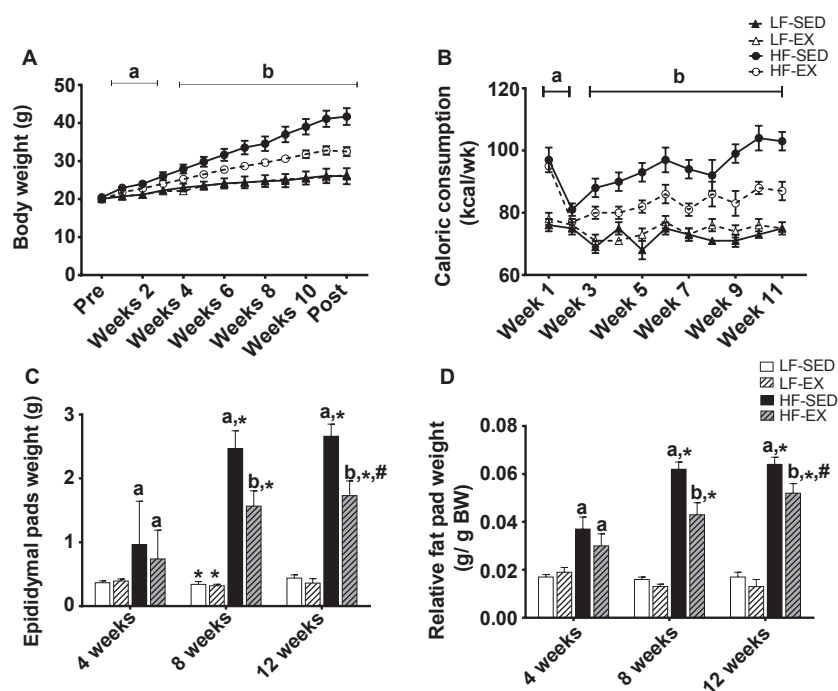 LF-SED
LF-EX
HF-SED
HF-EX
A
a
b
50
40
30
20
10
0
Body weight (g)
Pre
Weeks 2
Weeks 4
Weeks 6
Weeks 8
Weeks 10
Post
B
a
b
120
100
80
60
Caloric consumption
(kcal/wk)
Week 1
Week 3
Week 5
Week 7
Week 9
Week 11
C
3
2
1
0
Epididymal pads weight (g)
a
a
* *
a,*
b,*
a,*
b,*,#
4 weeks
8 weeks
12 weeks
D
LF-SED
LF-EX
HF-SED
HF-EX
0.08
0.06
0.04
0.02
0.00
Relative fat pad weight
(g/ g BW)
a
a
a,*
b,*
a,*
b,*,#
4 weeks
8 weeks
12 weeks